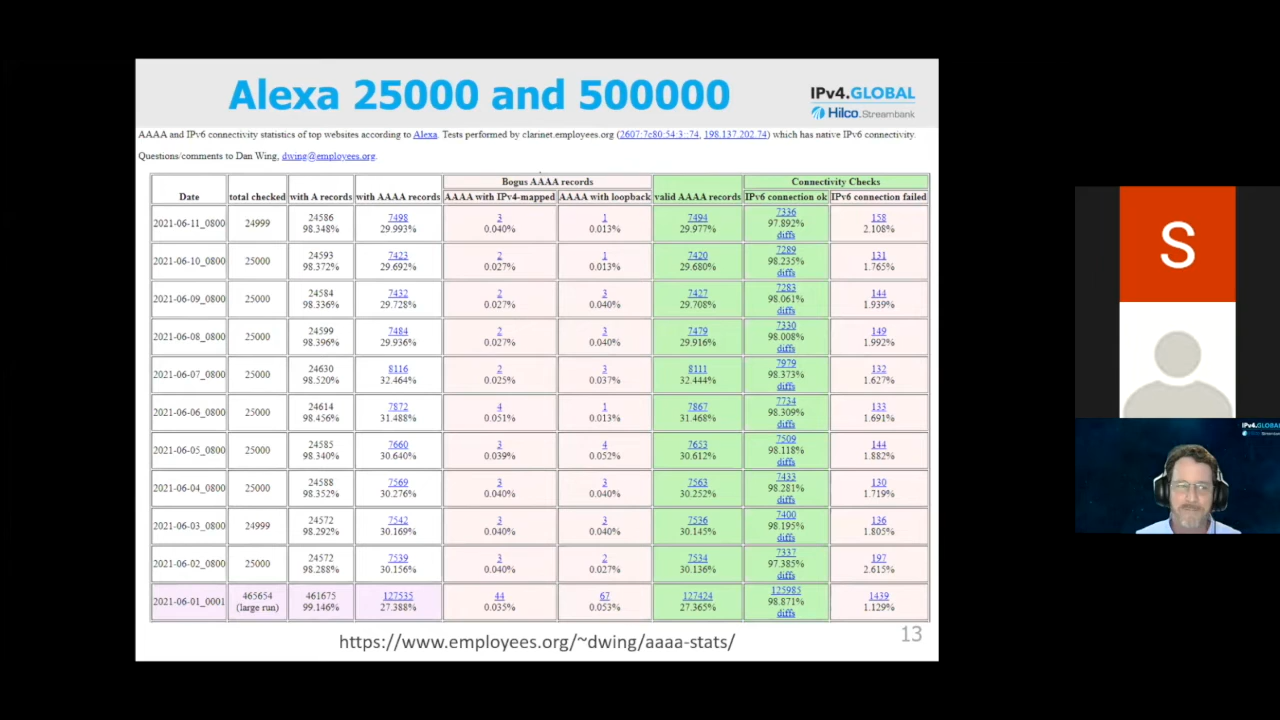 Alexa 25000 and 500000
IPv4.GLOBAL
Hilco.Streambank
AAAA and IPv6 connectivity statistics of top websites according to Alexa. Tests performed by clarinet.employees.org (2607:7c80:54:3::74, 198.137.202.74) which has native IPv6 connectivity.
Questions/comments to Dan Wing, dwing@employees.org.
Bogus AAAA records Connectivity Checks
Date total checked with A records with AAAA records AAAA with IPv4-mapped AAAA with loopback valid AAAA records IPv6 connection ok IPv6 connection failed
2021-06-11_0800 24999 24586 98.348% 7498 29.993% 3 0.040% 1 0.013% 7494 29.977% 7336 97.892% diffs 158 2.108%
2021-06-10_0800 25000 24593 98.372% 7423 29.692% 2 0.027% 1 0.013% 7420 29.680% 7289 98.235% diffs 131 1.765%
2021-06-09_0800 25000 24584 98.336% 7432 29.728% 2 0.027% 3 0.040% 7427 29.708% 7283 98.061% diffs 144 1.939%
2021-06-08_0800 25000 24599 98.396% 7484 29.936% 2 0.027% 3 0.040% 7479 29.916% 7330 98.008% diffs 149 1.992%
2021-06-07_0800 25000 24630 98.520% 8116 32.464% 2 0.025% 3 0.037% 8111 32.444% 7979 98.373% diffs 132 1.627%
2021-06-06_0800 25000 24614 98.456% 7872 31.488% 4 0.051% 1 0.013% 7867 31.468% 7734 98.309% diffs 133 1.691%
2021-06-05_0800 25000 24585 98.340% 7660 30.640% 3 0.039% 4 0.052% 7653 30.612% 7509 98.118% diffs 144 1.882%
2021-06-04_0800 25000 24588 98.352% 7569 30.276% 3 0.040% 3 0.040% 7563 30.252% 7433 98.281% diffs 130 1.719%
2021-06-03_0800 24999 24572 98.292% 7542 30.169% 3 0.040% 3 0.040% 7536 30.145% 7400 98.195% diffs 136 1.805%
2021-06-02_0800 25000 24572 98.288% 7539 30.156% 3 0.040% 2 0.027% 7534 30.136% 7337 97.385% diffs 197 2.615%
2021-06-01_0001 465654 (large run) 461675 99.146% 127535 27.388% 44 0.035% 67 0.053% 127424 27.365% 125985 98.871% diffs 1439 1.129%
https://www.employees.org/~dwing/aaaa-stats/
13
S
IPv4.GLOBAL